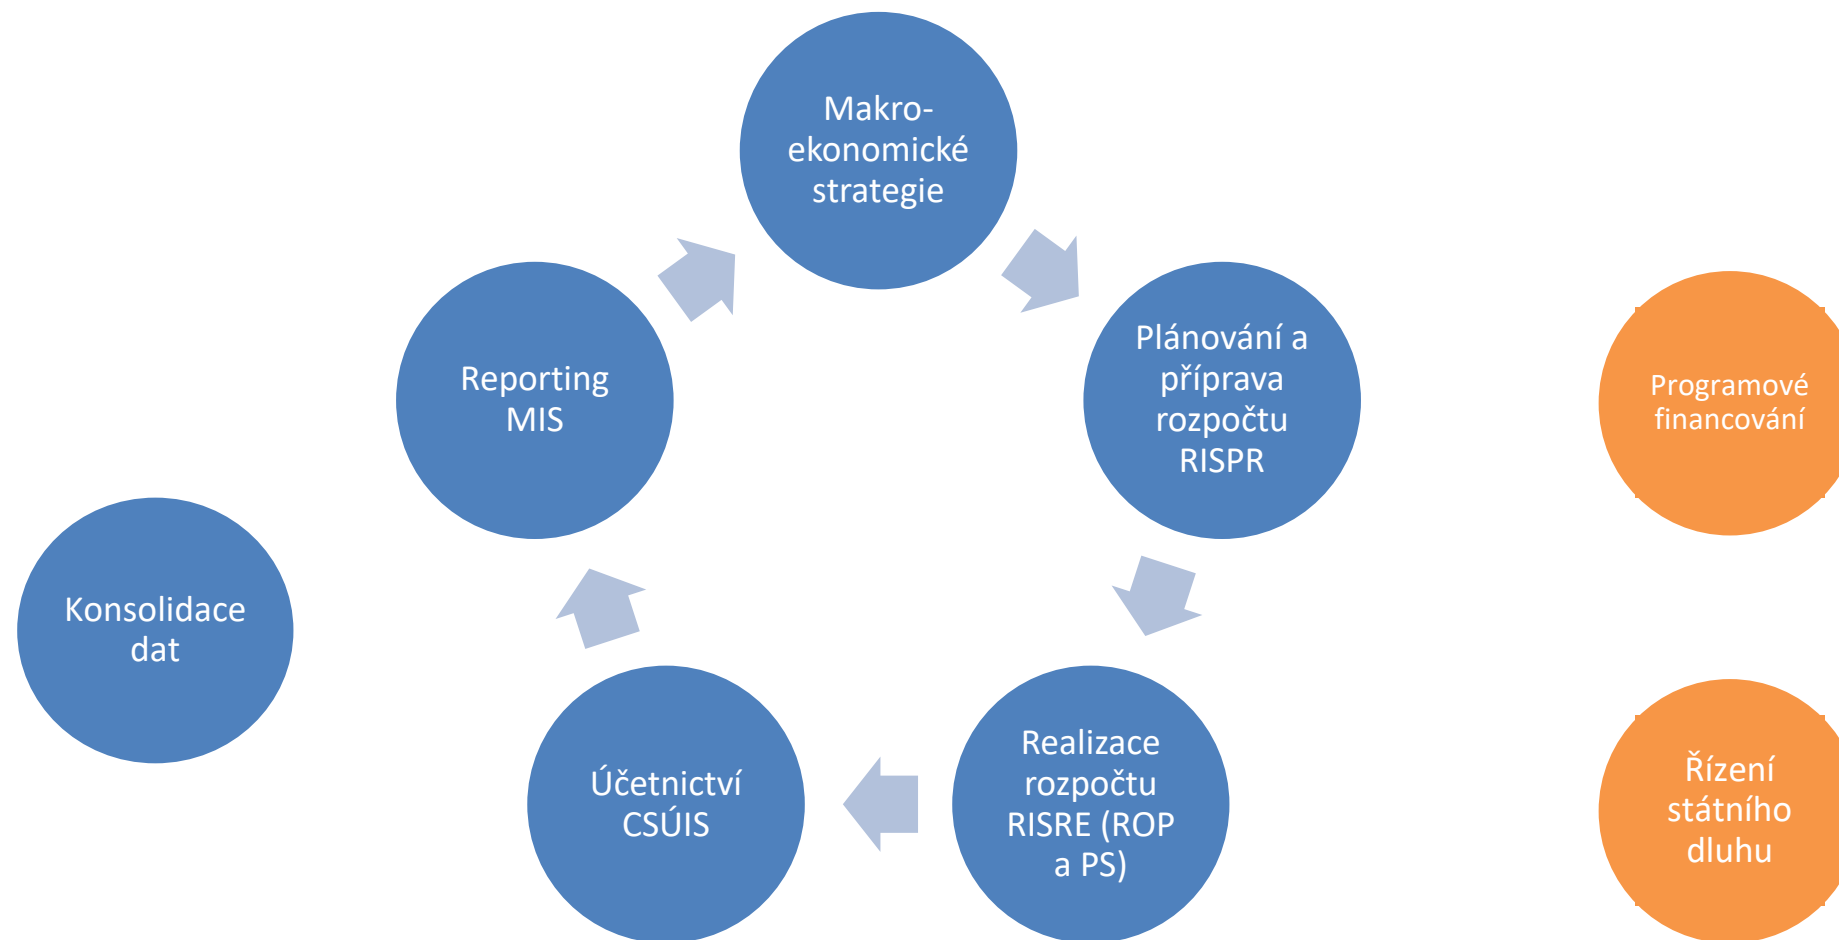 Makro-
ekonomické
strategie
Plánování a
příprava
rozpočtu
RISPR
Realizace
rozpočtu
RISRE (ROP
a PS)
Účetnictví
CSÚIS
Reporting
MIS
Konsolidace
dat
Programové
financování
Řízení
státního
dluhu